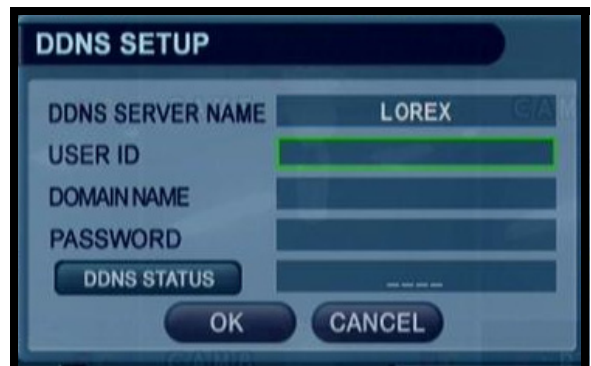 DDNS SETUP
DDNS SERVER NAME LOREX
USER ID
DOMAIN NAME
PASSWORD
DDNS STATUS ----
OK CANCEL